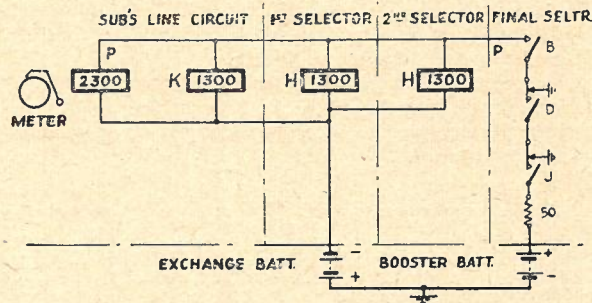 SUB'S LINE CIRCUIT 1ST SELECTOR 2ND SELECTOR FINAL SELTR.
P P B
2300 K 1300 H 1300 H 1300
METER D
J
50
EXCHANGE BATT. - + BOOSTER BATT. + -